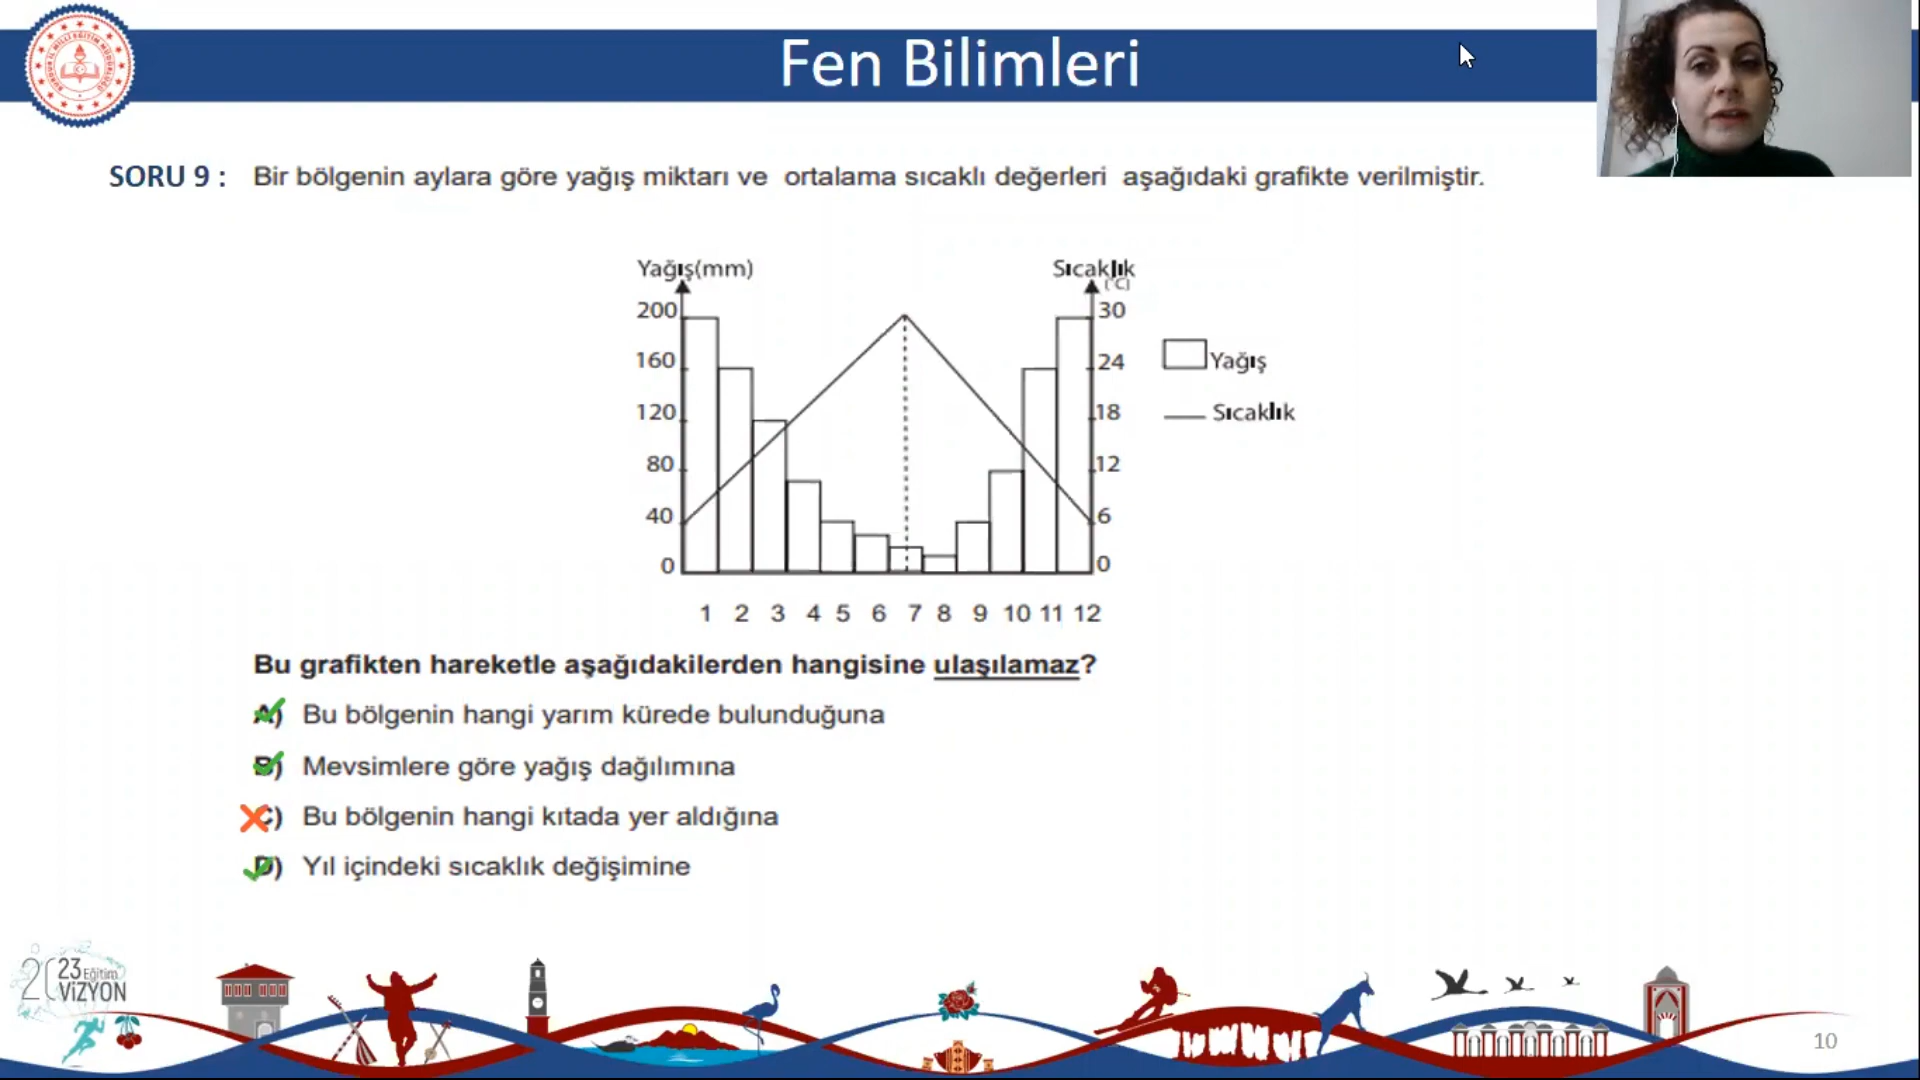 Fen Bilimleri
SORU 9 : Bir bölgenin aylara göre yağış miktarı ve ortalama sıcaklı değerleri aşağıdaki grafikte verilmiştir.
Yağış(mm) Sıcaklık
(°C)
200 30
160 24
120 18
80 12
40 6
0 0
Yağış
Sıcaklık
1 2 3 4 5 6 7 8 9 10 11 12
Bu grafikten hareketle aşağıdakilerden hangisine ulaşılamaz?
A) Bu bölgenin hangi yarım kürede bulunduğuna
B) Mevsimlere göre yağış dağılımına
C) Bu bölgenin hangi kıtada yer aldığına
D) Yıl içindeki sıcaklık değişimine
2023 Eğitim
VİZYON
10